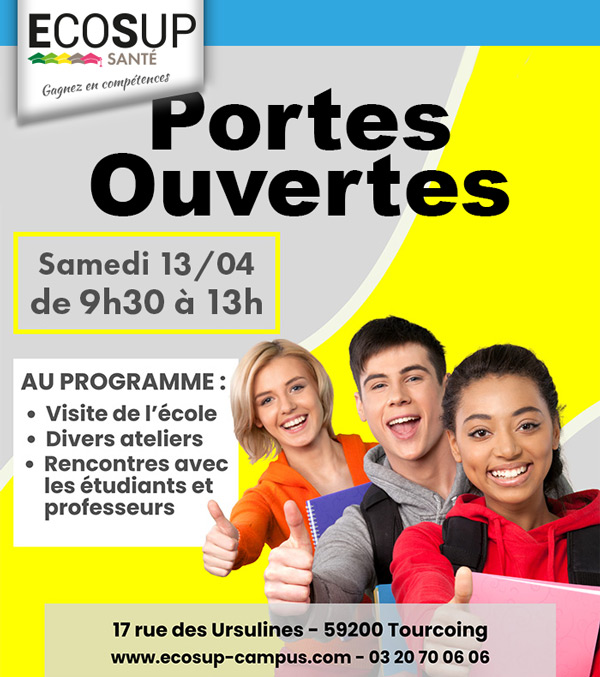 ECOSUP
SANTÉ
Gagnez en compétences
Portes
Ouvertes
Samedi 13/04
de 9h30 à 13h
AU PROGRAMME :
• Visite de l'école
• Divers ateliers
• Rencontres avec
les étudiants et
professeurs
17 rue des Ursulines - 59200 Tourcoing
www.ecosup-campus.com - 03 20 70 06 06